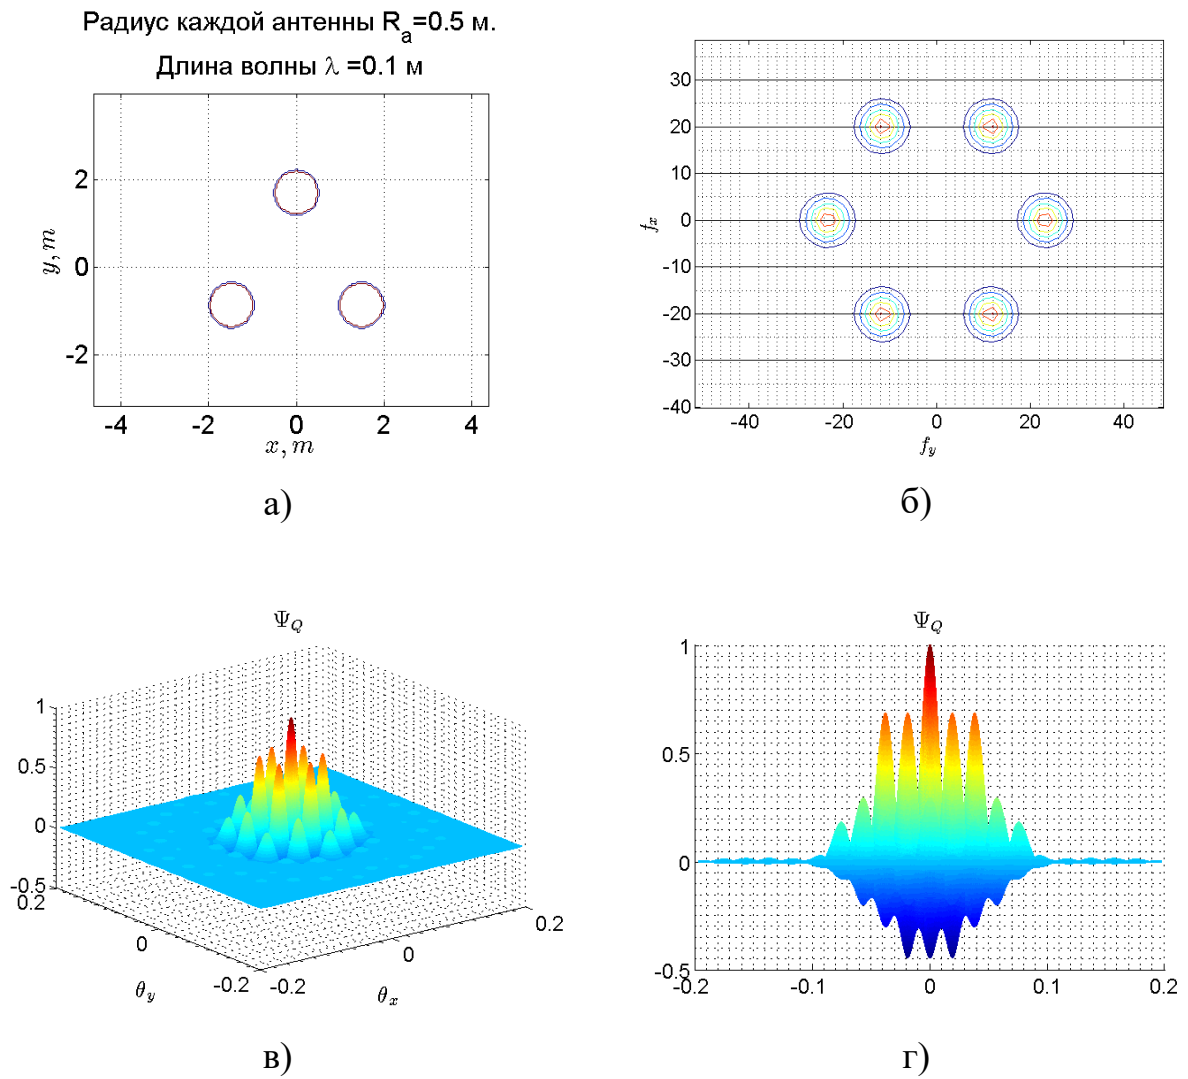 Радиус каждой антенны R_a=0.5 м.
Длина волны λ =0.1 м
2
0
-2
y, m
-4
-2
0
2
4
x, m
а)
30
20
10
0
-10
-20
-30
-40
f_x
-40
-20
0
20
40
f_y
б)
Ψ_Q
1
0.5
0
-0.5
0.2
0
-0.2
θ_y
-0.2
0
0.2
θ_x
в)
Ψ_Q
1
0.5
0
-0.5
-0.2
-0.1
0
0.1
0.2
г)